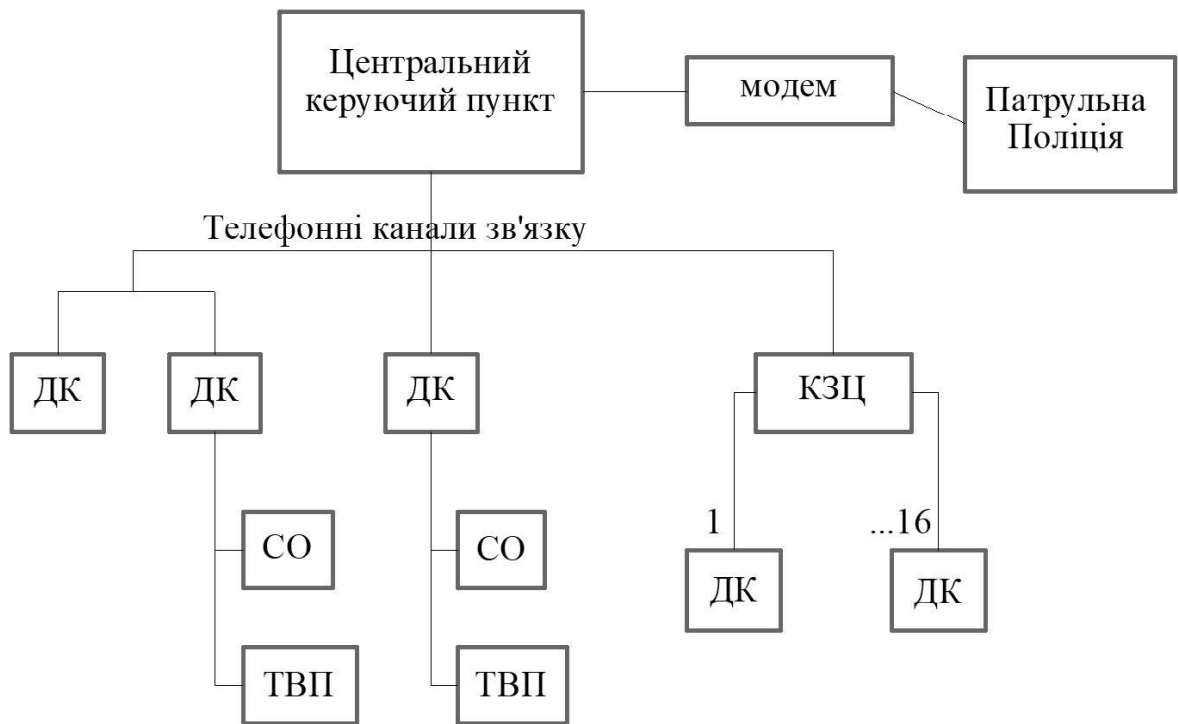 Центральний
керуючий пункт
модем
Патрульна
Поліція
Телефонні канали зв'язку
ДК
ДК
ДК
КЗЦ
СО
СО
1
...16
ДК
ДК
ТВП
ТВП